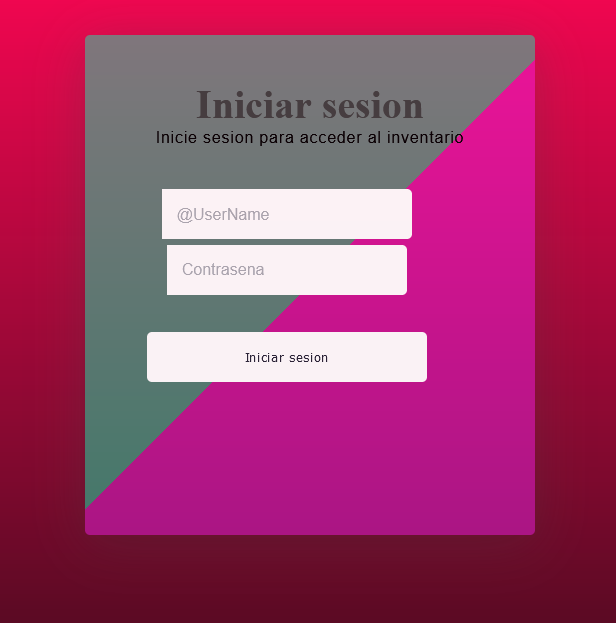 Iniciar sesion
Inicie sesion para acceder al inventario
@UserName
Contrasena
Iniciar sesion